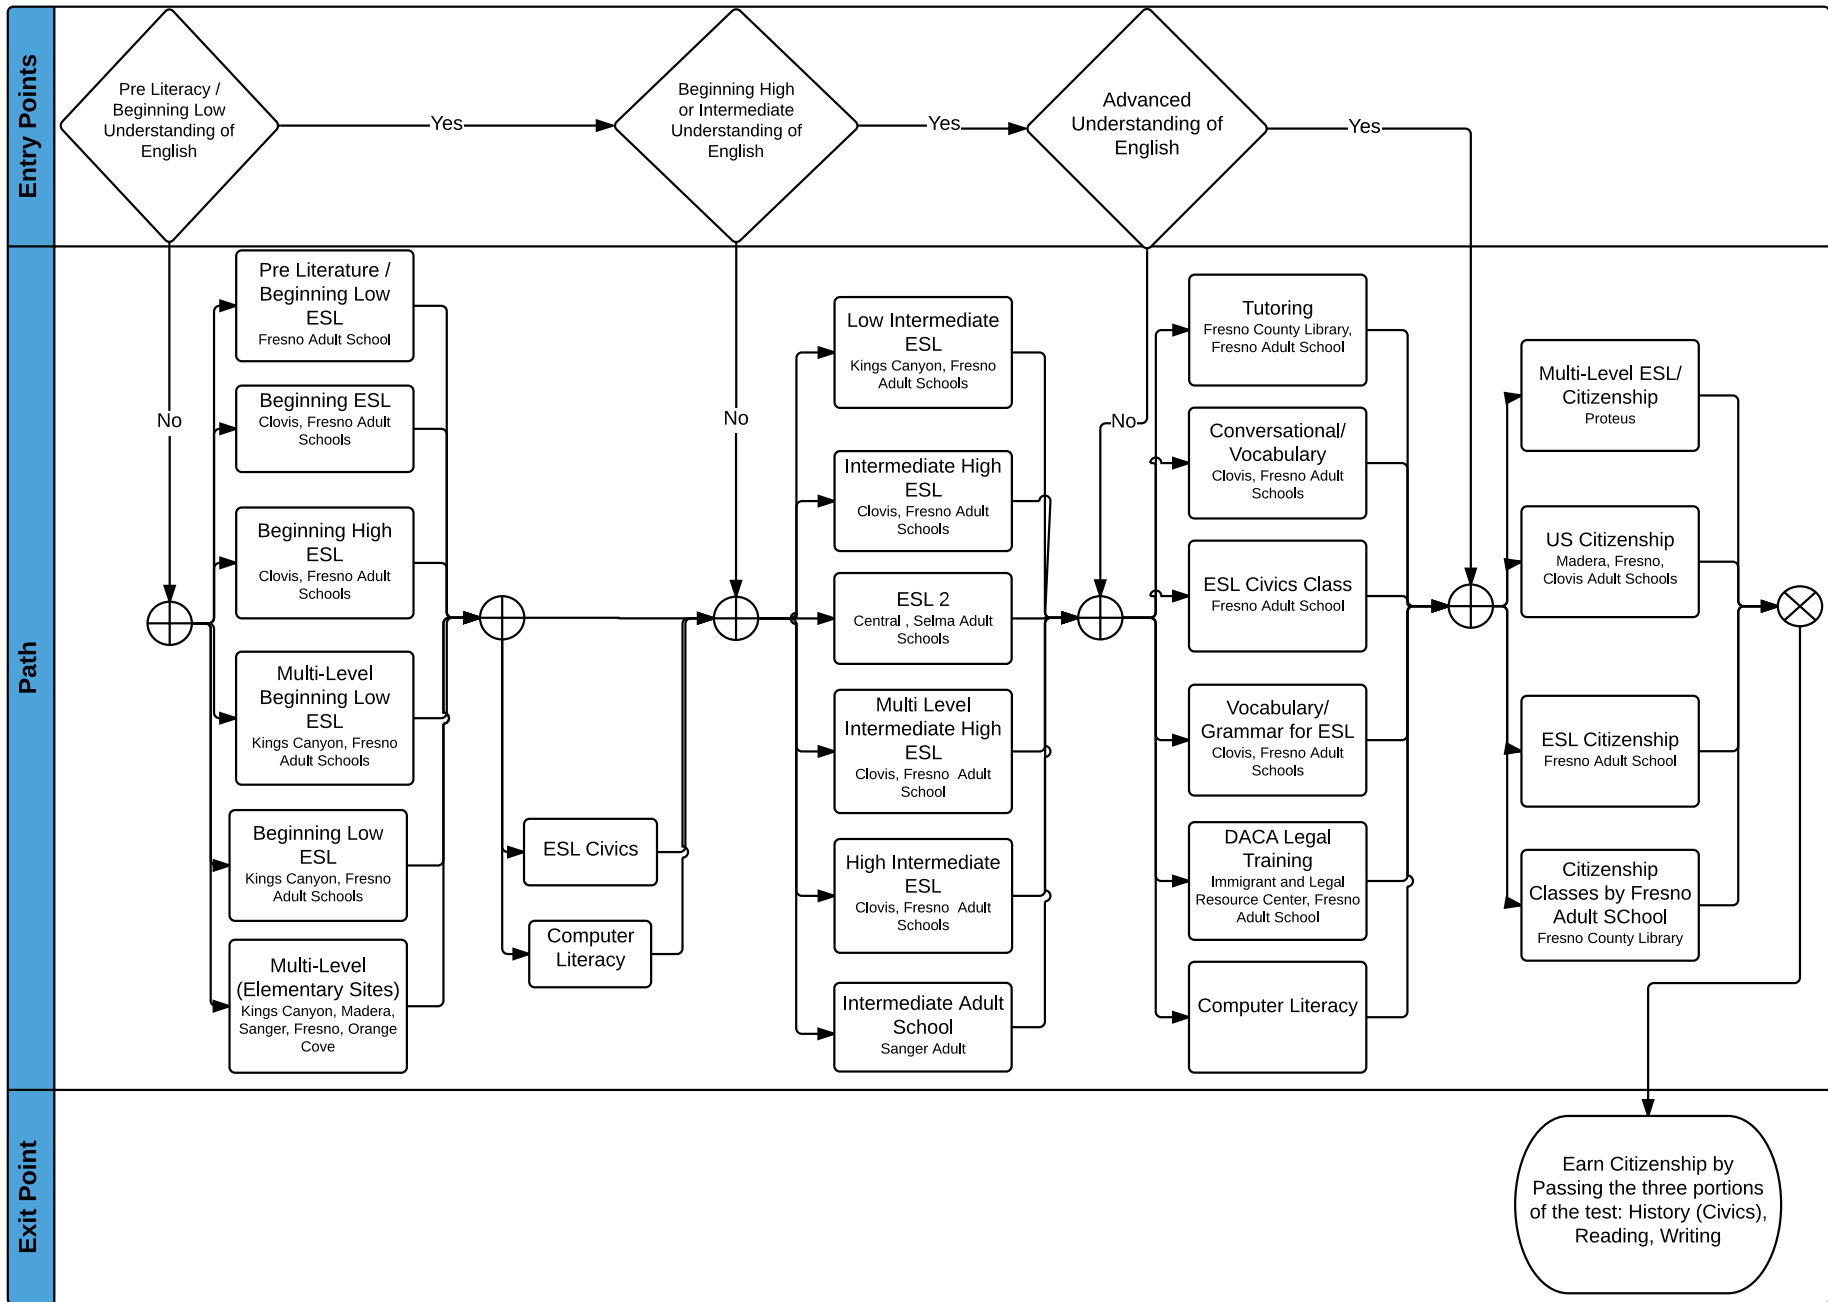 Entry Points
Pre Literacy /
Beginning Low
Understanding of
English
Yes
Beginning High
or Intermediate
Understanding of
English
Yes
Advanced
Understanding of
English
Yes
Path
No
Pre Literature /
Beginning Low
ESL
Fresno Adult School
Beginning ESL
Clovis, Fresno Adult
Schools
Beginning High
ESL
Clovis, Fresno Adult
Schools
Multi-Level
Beginning Low
ESL
Kings Canyon, Fresno
Adult Schools
Beginning Low
ESL
Kings Canyon, Fresno
Adult Schools
Multi-Level
(Elementary Sites)
Kings Canyon, Madera,
Sanger, Fresno, Orange
Cove
ESL Civics
Computer
Literacy
No
Low Intermediate
ESL
Kings Canyon, Fresno
Adult Schools
Intermediate High
ESL
Clovis, Fresno Adult
Schools
ESL 2
Central , Selma Adult
Schools
Multi Level
Intermediate High
ESL
Clovis, Fresno  Adult
School
High Intermediate
ESL
Clovis, Fresno  Adult
Schools
Intermediate Adult
School
Sanger Adult
No
Tutoring
Fresno County Library,
Fresno Adult School
Conversational/
Vocabulary
Clovis, Fresno Adult
Schools
ESL Civics Class
Fresno Adult School
Vocabulary/
Grammar for ESL
Clovis, Fresno Adult
Schools
DACA Legal
Training
Immigrant and Legal
Resource Center, Fresno
Adult School
Computer Literacy
Multi-Level ESL/
Citizenship
Proteus
US Citizenship
Madera, Fresno,
Clovis Adult Schools
ESL Citizenship
Fresno Adult School
Citizenship
Classes by Fresno
Adult SChool
Fresno County Library
Exit Point
Earn Citizenship by
Passing the three portions
of the test: History (Civics),
Reading, Writing